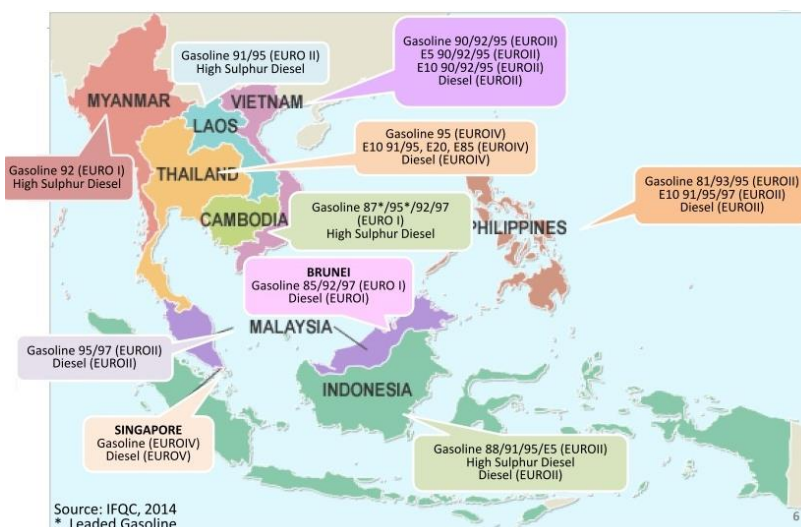 Gasoline 91/95 (EURO II)
High Sulphur Diesel
Gasoline 90/92/95 (EUROII)
E5 90/92/95 (EUROII)
E10 90/92/95 (EUROII)
Diesel (EUROII)
MYANMAR
VIETNAM
LAOS
Gasoline 95 (EUROIV)
E10 91/95, E20, E85 (EUROIV)
Diesel (EUROIV)
Gasoline 92 (EURO I)
High Sulphur Diesel
THAILAND
Gasoline 81/93/95 (EUROII)
E10 91/95/97 (EUROII)
Diesel (EUROII)
CAMBODIA
Gasoline 87*/95*/92/97
(EURO I)
High Sulphur Diesel
PHILIPPINES
BRUNEI
Gasoline 85/92/97 (EURO I)
Diesel (EUROI)
MALAYSIA
Gasoline 95/97 (EUROII)
Diesel (EUROII)
INDONESIA
SINGAPORE
Gasoline (EUROIV)
Diesel (EUROV)
Gasoline 88/91/95/E5 (EUROII)
High Sulphur Diesel
Diesel (EUROII)
Source: IFQC, 2014
* Leaded Gasoline
6